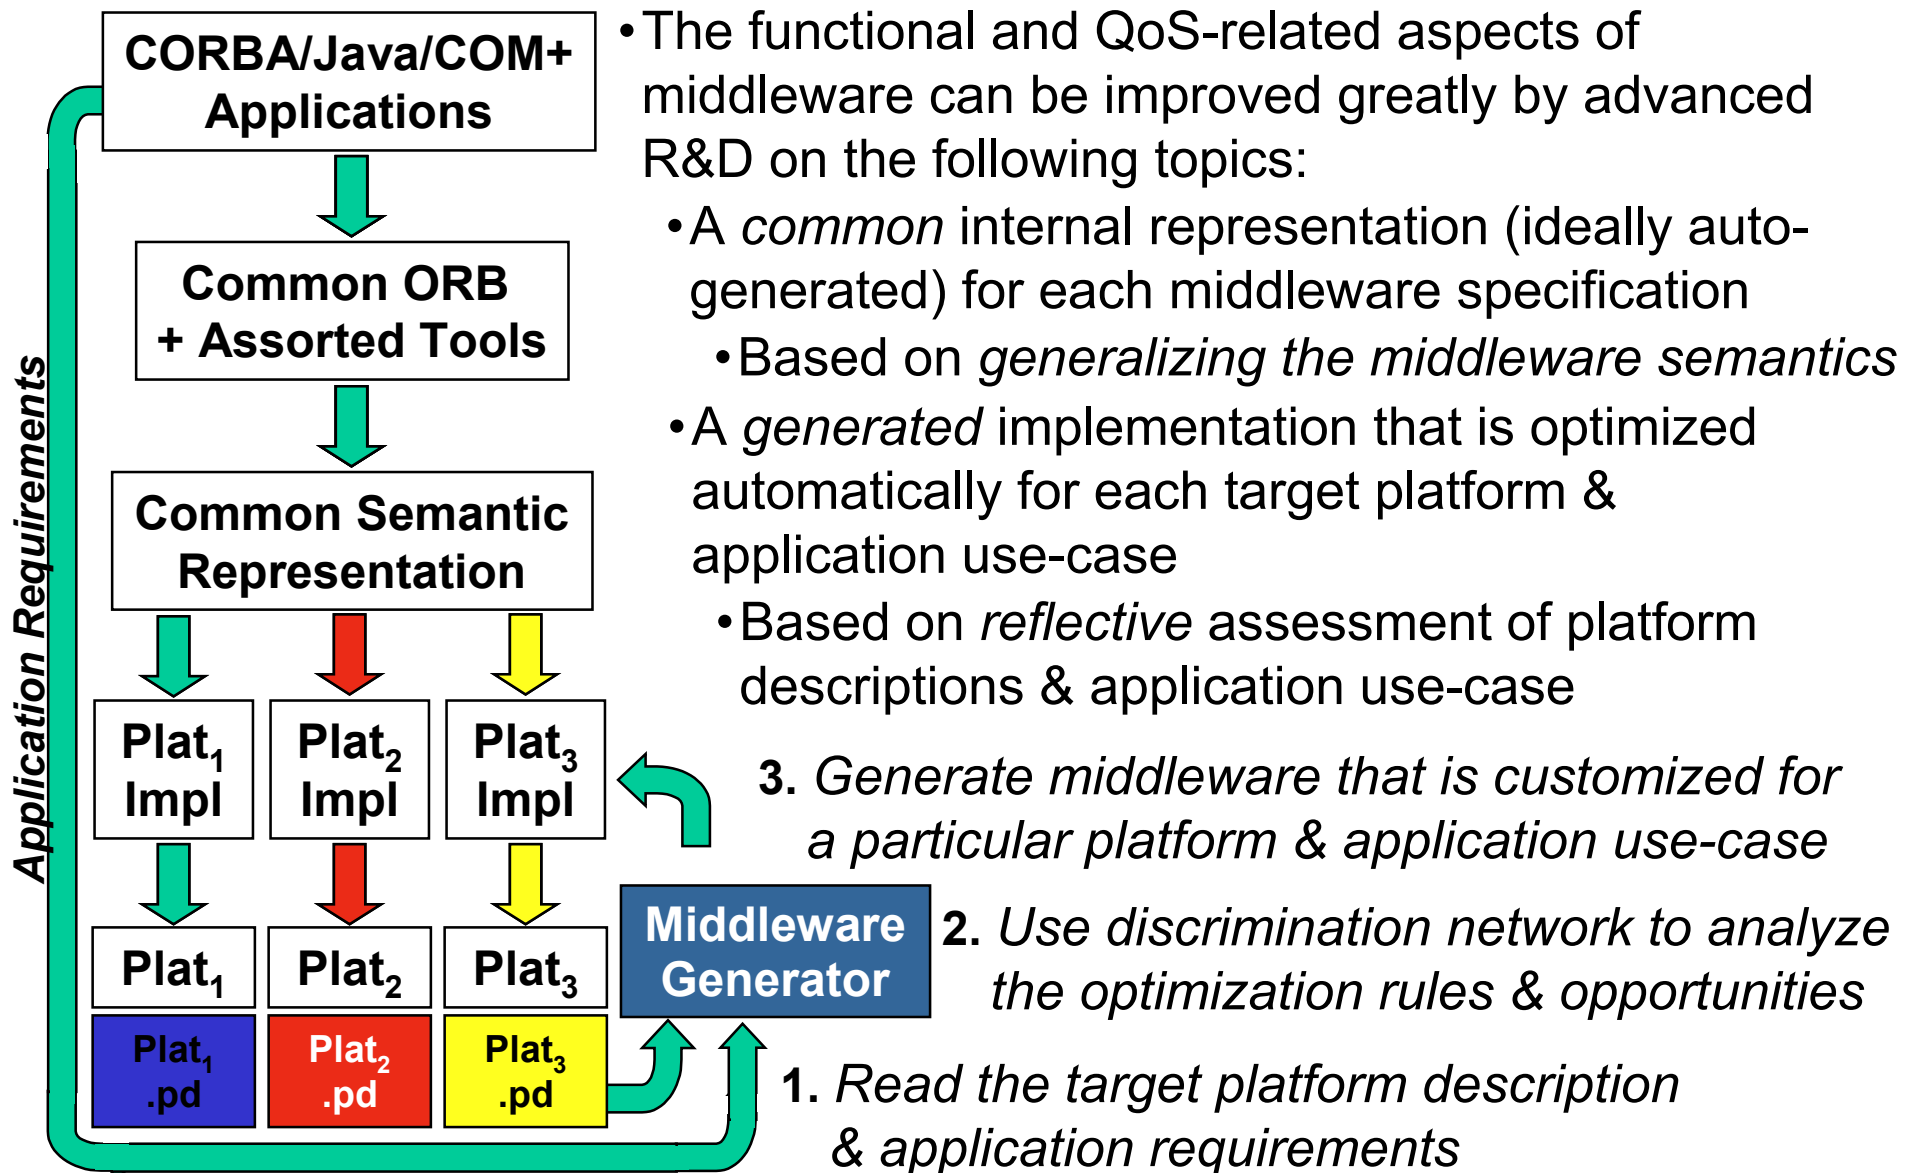 CORBA/Java/COM+
Applications
Common ORB
+ Assorted Tools
Common Semantic
Representation
Plat₁
Impl
Plat₂
Impl
Plat₃
Impl
Plat₁
Plat₂
Plat₃
Plat₁
.pd
Plat₂
.pd
Plat₃
.pd
Application Requirements
Middleware
Generator
•The functional and QoS-related aspects of
middleware can be improved greatly by advanced
R&D on the following topics:
•A common internal representation (ideally auto-
generated) for each middleware specification
•Based on generalizing the middleware semantics
•A generated implementation that is optimized
automatically for each target platform &
application use-case
•Based on reflective assessment of platform
descriptions & application use-case
3. Generate middleware that is customized for
a particular platform & application use-case
2. Use discrimination network to analyze
the optimization rules & opportunities
1. Read the target platform description
& application requirements